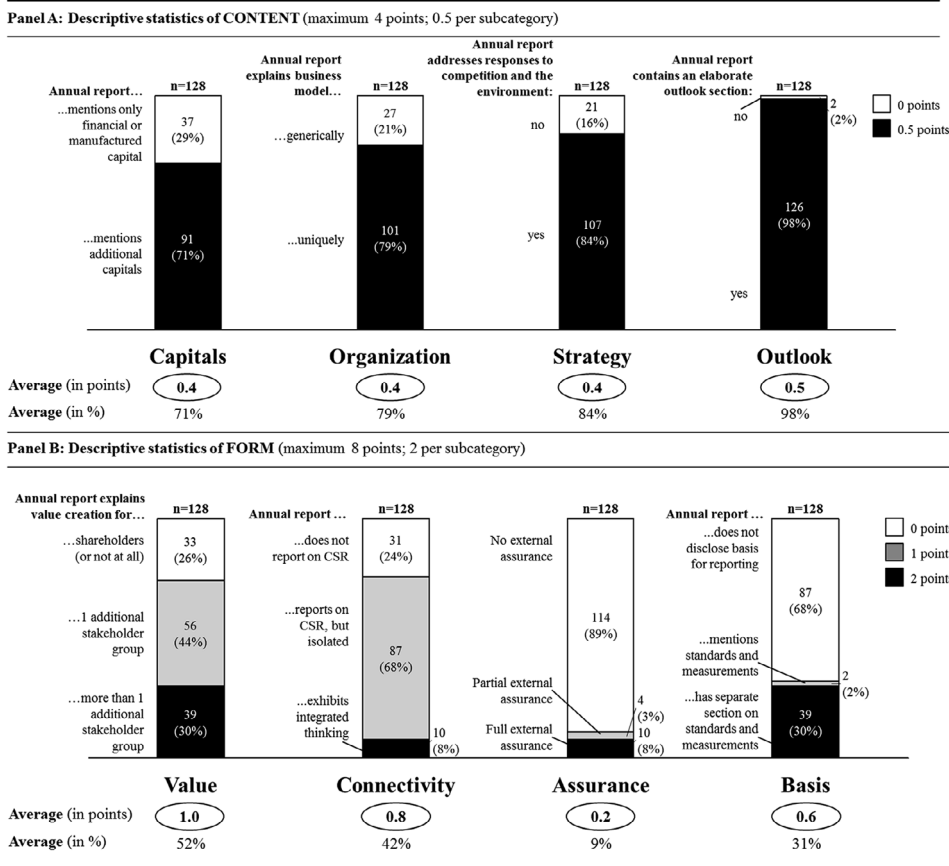 Panel A: Descriptive statistics of CONTENT (maximum 4 points; 0.5 per subcategory)
Annual report…
n=128
…mentions only
financial or
manufactured
capital
37
(29%)
…mentions
additional
capitals
91
(71%)
Annual report
explains business
model…
n=128
…generically
27
(21%)
…uniquely
101
(79%)
Annual report
addresses responses to
competition and the
environment:
n=128
no
21
(16%)
yes
107
(84%)
Annual report
contains an elaborate
outlook section:
n=128
no
2
(2%)
yes
126
(98%)
0 points
0.5 points
Capitals Organization Strategy Outlook
Average (in points) 0.4 0.4 0.4 0.5
Average (in %) 71% 79% 84% 98%
Panel B: Descriptive statistics of FORM (maximum 8 points; 2 per subcategory)
Annual report explains
value creation for…
n=128
…shareholders
(or not at all)
33
(26%)
…1 additional
stakeholder
group
56
(44%)
…more than 1
additional
stakeholder
group
39
(30%)
Annual report …
n=128
...does not
report on CSR
31
(24%)
...reports on
CSR, but
isolated
87
(68%)
...exhibits
integrated
thinking
10
(8%)
n=128
No external
assurance
114
(89%)
Partial external
assurance
4
(3%)
Full external
assurance
10
(8%)
Annual report …
n=128
...does not
disclose basis
for reporting
87
(68%)
...mentions
standards and
measurements
2
(2%)
...has separate
section on
standards and
measurements
39
(30%)
0 point
1 point
2 point
Value Connectivity Assurance Basis
Average (in points) 1.0 0.8 0.2 0.6
Average (in %) 52% 42% 9% 31%